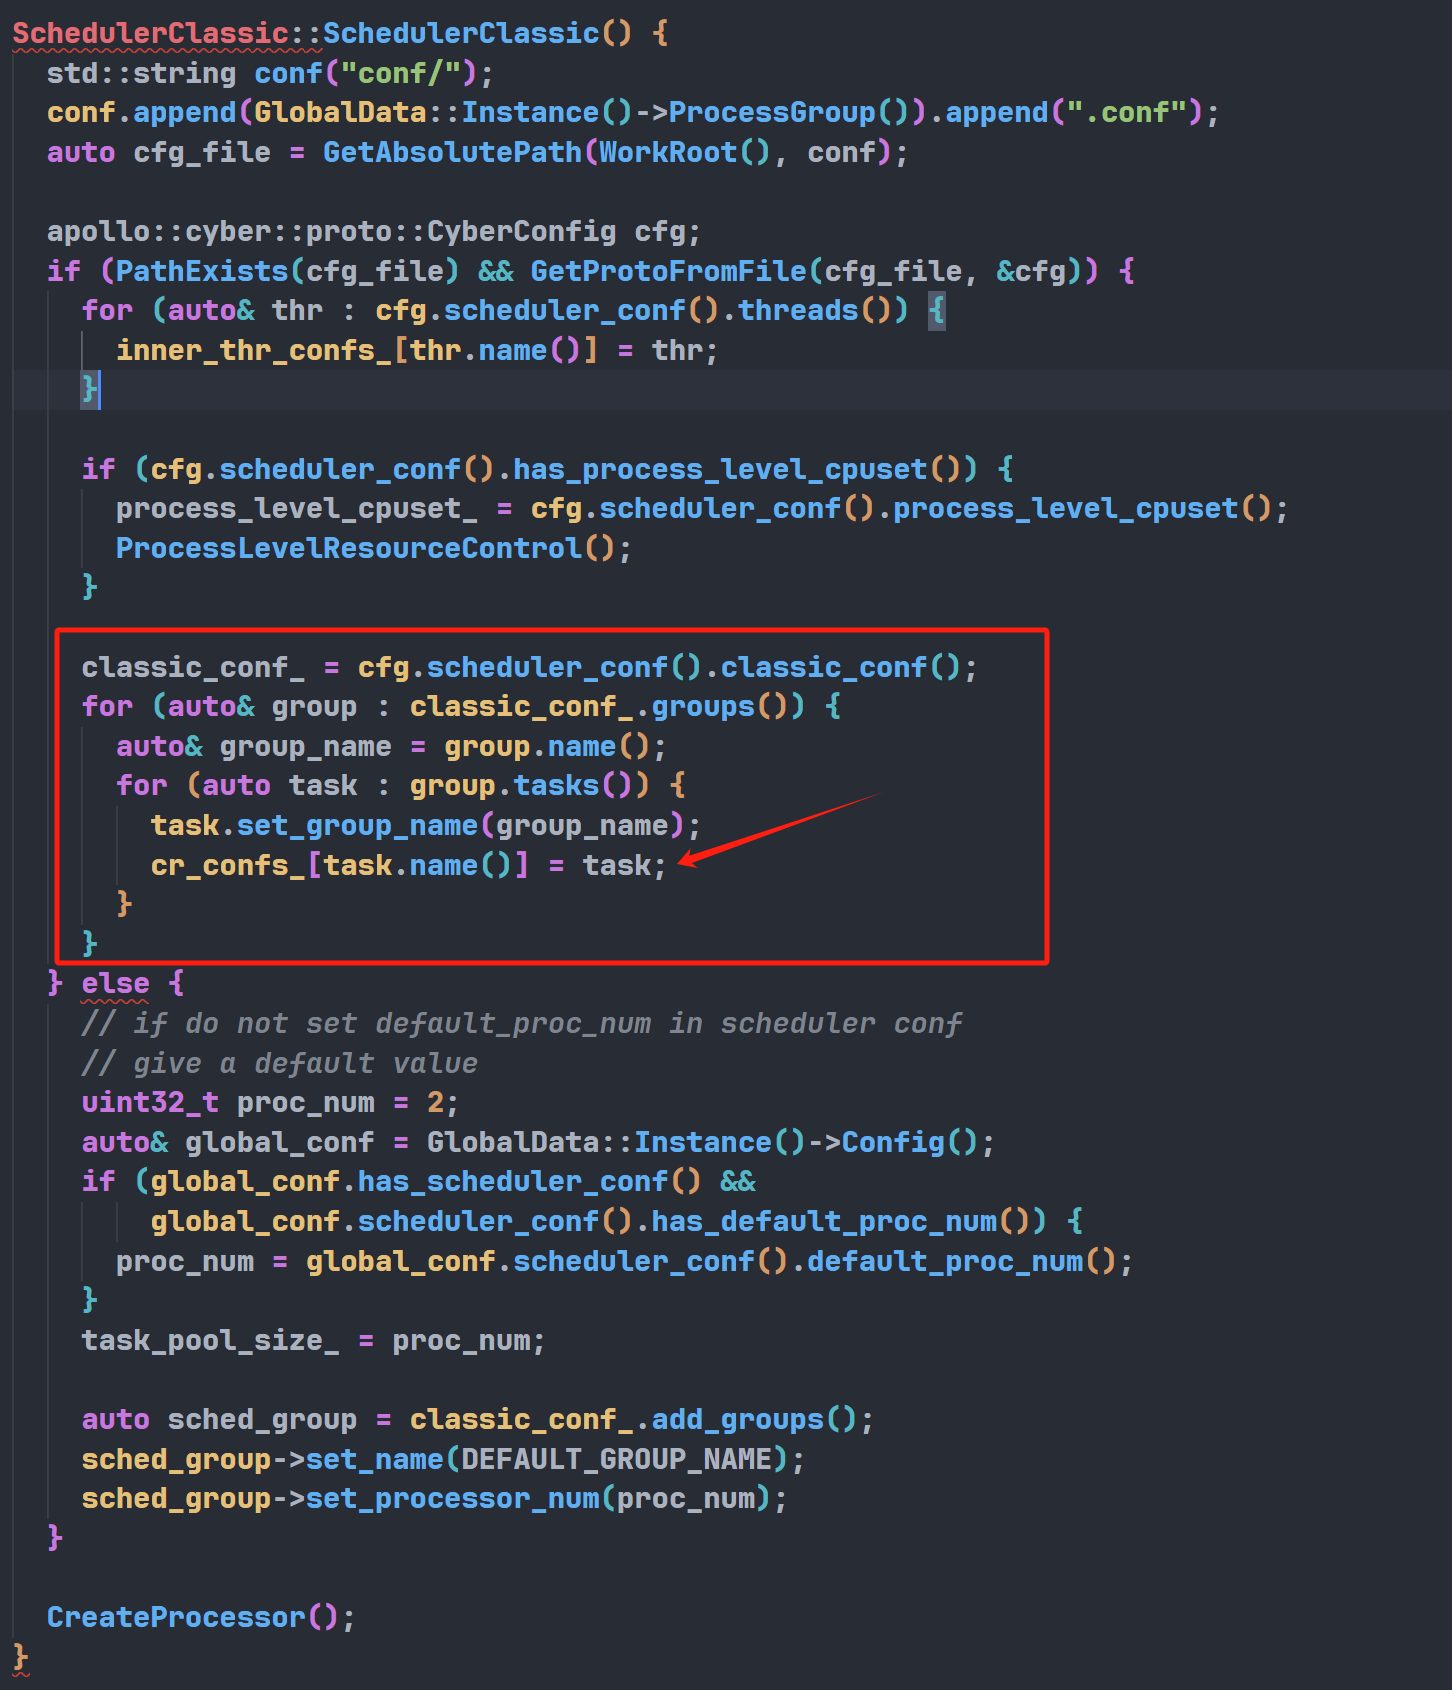 SchedulerClassic::SchedulerClassic() {
  std::string conf("conf/");
  conf.append(GlobalData::Instance()->ProcessGroup()).append(".conf");
  auto cfg_file = GetAbsolutePath(WorkRoot(), conf);

  apollo::cyber::proto::CyberConfig cfg;
  if (PathExists(cfg_file) && GetProtoFromFile(cfg_file, &cfg)) {
    for (auto& thr : cfg.scheduler_conf().threads()) {
      inner_thr_confs_[thr.name()] = thr;
    }

    if (cfg.scheduler_conf().has_process_level_cpuset()) {
      process_level_cpuset_ = cfg.scheduler_conf().process_level_cpuset();
      ProcessLevelResourceControl();
    }

    classic_conf_ = cfg.scheduler_conf().classic_conf();
    for (auto& group : classic_conf_.groups()) {
      auto& group_name = group.name();
      for (auto task : group.tasks()) {
        task.set_group_name(group_name);
        cr_confs_[task.name()] = task;
      }
    }
  } else {
    // if do not set default_proc_num in scheduler conf
    // give a default value
    uint32_t proc_num = 2;
    auto& global_conf = GlobalData::Instance()->Config();
    if (global_conf.has_scheduler_conf() &&
        global_conf.scheduler_conf().has_default_proc_num()) {
      proc_num = global_conf.scheduler_conf().default_proc_num();
    }
    task_pool_size_ = proc_num;

    auto sched_group = classic_conf_.add_groups();
    sched_group->set_name(DEFAULT_GROUP_NAME);
    sched_group->set_processor_num(proc_num);
  }

  CreateProcessor();
}